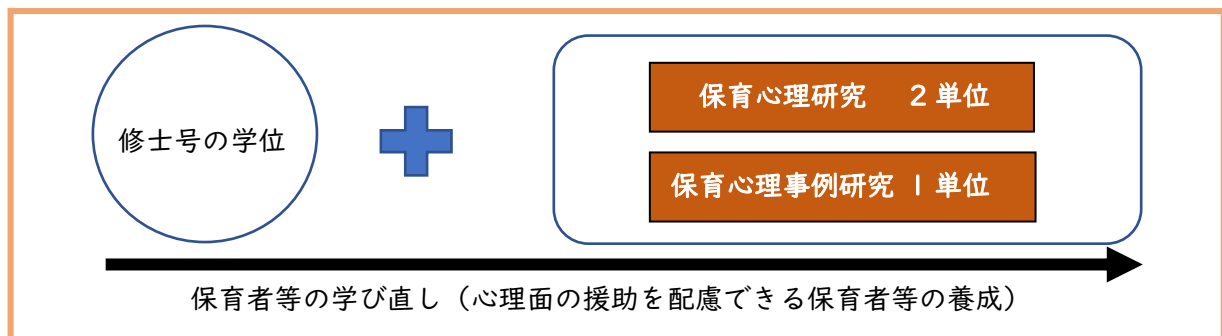 修士号の学位
保育心理研究　２単位
保育心理事例研究 １単位
保育者等の学び直し（心理面の援助を配慮できる保育者等の養成）